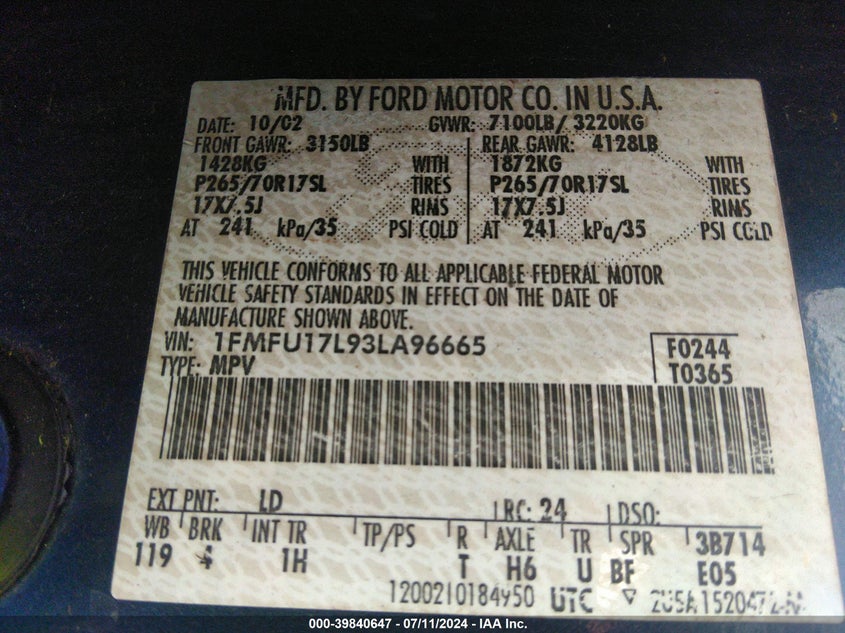 MFD. BY FORD MOTOR CO. IN U.S.A.
DATE: 10/02 GVWR: 7100LB/ 3220KG
FRONT GAWR: 3150LB REAR GAWR: 4128LB
1428KG WITH 1872KG WITH
P265/70R17SL TIRES P265/70R17SL TIRES
17X7.5J RIMS 17X7.5J RIMS
AT 241 kPa/35 PSI COLD AT 241 kPa/35 PSI COLD
THIS VEHICLE CONFORMS TO ALL APPLICABLE FEDERAL MOTOR
VEHICLE SAFETY STANDARDS IN EFFECT ON THE DATE OF
MANUFACTURE SHOWN ABOVE.
VIN: 1FMFU17L93LA96665 F0244
TYPE: MPV T0365
EXT PNT: LD RC: 24 DSO:
WB BRK INT TR TP/PS R AXLE TR SPR 3B714
119 4 1H T H6 U BF E05
1200210184950 UTC
000-39840647 / 07/11/2024 - IAA Inc.